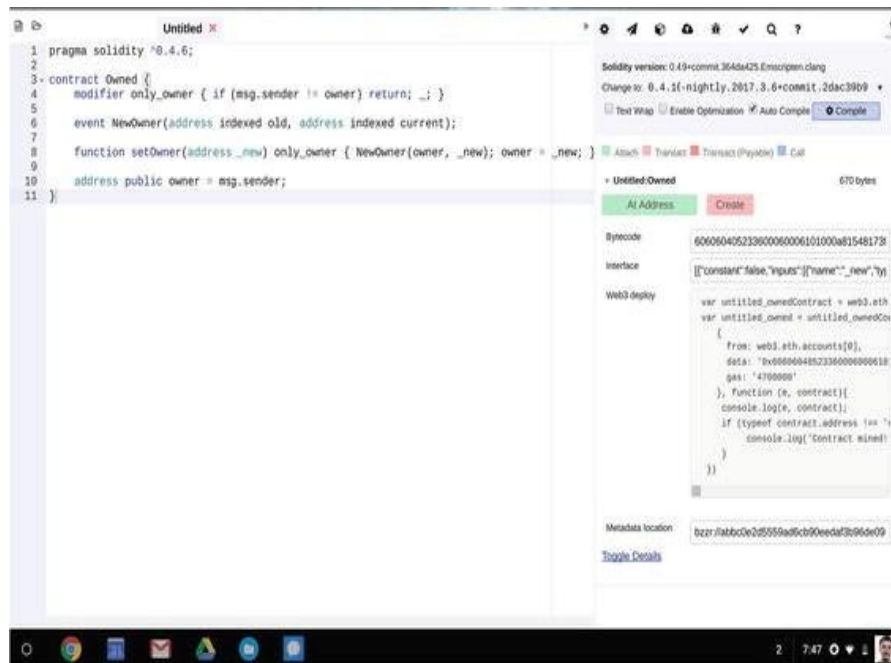 Untitled ×
1 pragma solidity ^0.4.6;
2
3 contract Owned {
4 modifier only_owner { if (msg.sender != owner) return; _; }
5
6 event NewOwner(address indexed old, address indexed current);
7
8 function setOwner(address _new) only_owner { NewOwner(owner, _new); owner = _new; }
9
10 address public owner = msg.sender;
11 }
Solidity version: 0.4.9+commit.364da425.Emscripten.clang
Change to: 0.4.1(-nightly.2017.3.6+commit.2dac39b9
Text Wrap Enable Optimization Auto Compile Compile
Attach Transact Transact (Payable) Call
Untitled:Owned 670 bytes
At Address Create
Bytecode
Interface [{"constant":false,"inputs":[{"name":"_new","typ
Web3 deploy
var untitled_ownedContract = web3.eth
var untitled_owned = untitled_ownedCo
{
from: web3.eth.accounts[0],
gas: '4700000'
}, function (e, contract){
console.log(e, contract);
if (typeof contract.address !== '
console.log('Contract mined!
}
})
Metadata location
Toggle Details
2 7:47